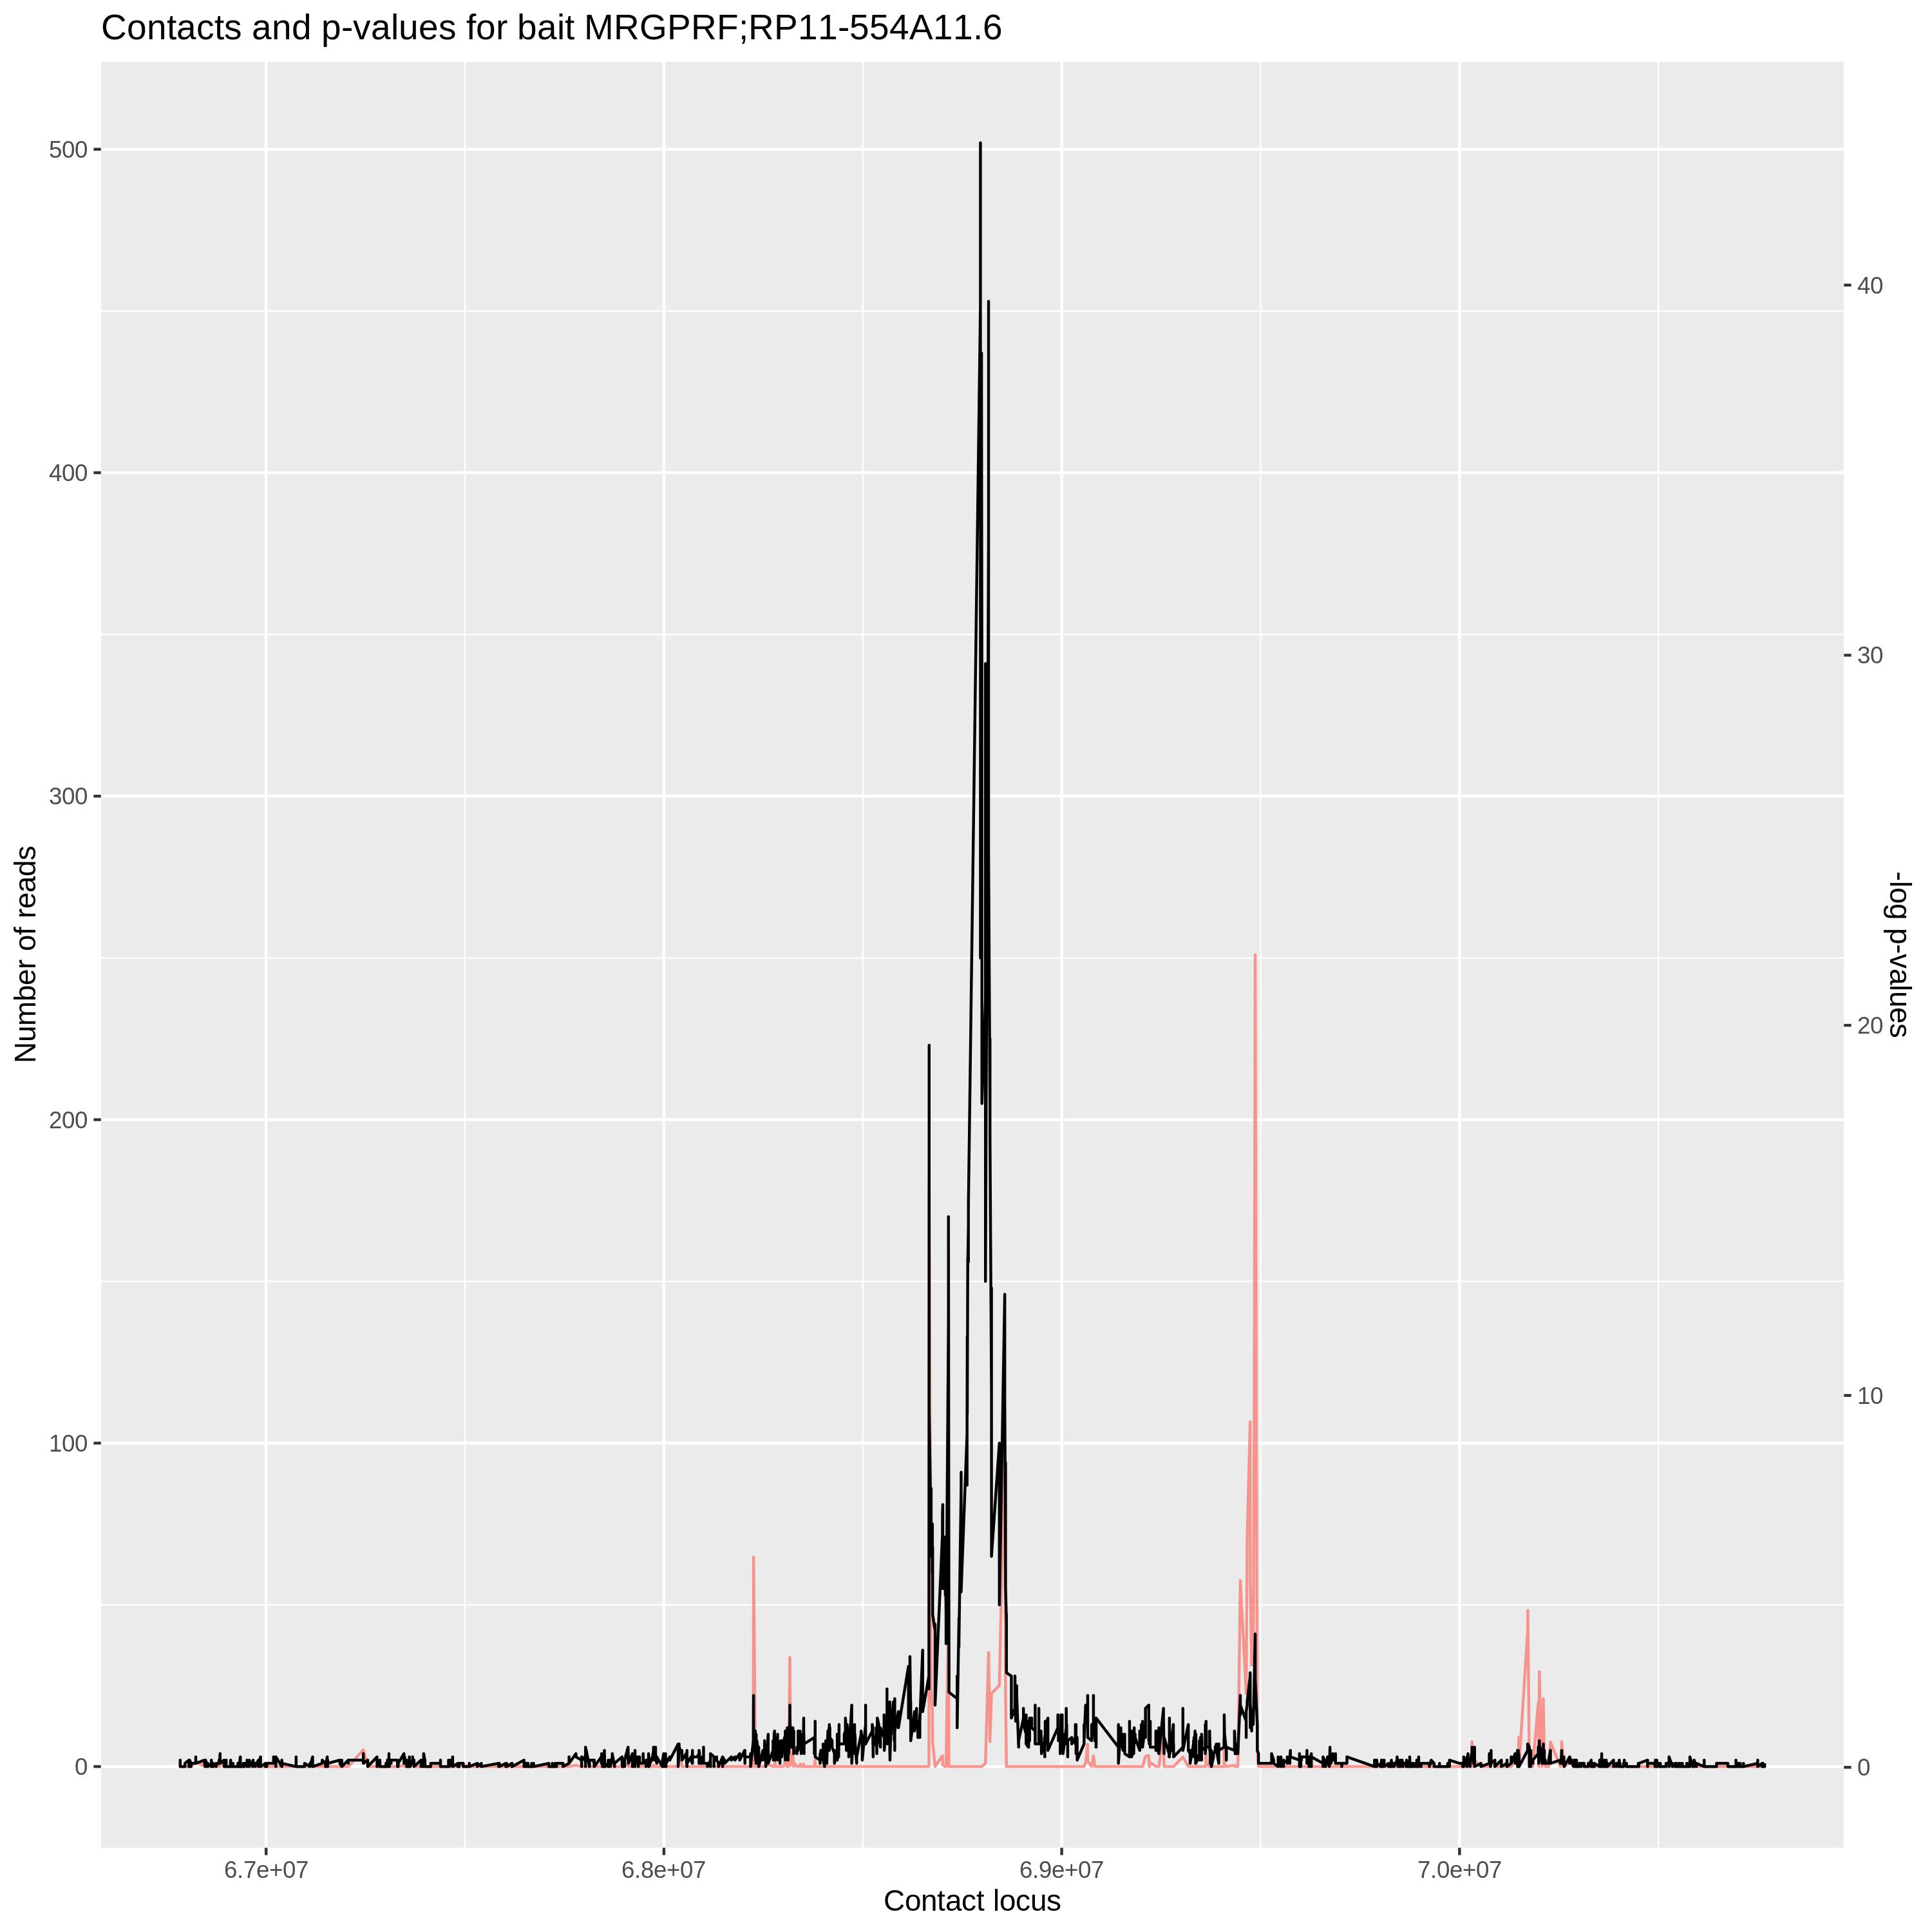 Contacts and p-values for bait MRGPRF;RP11-554A11.6
500
400
300
200
100
0
Number of reads
40
30
20
10
0
-log p-values
6.7e+07
6.8e+07
6.9e+07
7.0e+07
Contact locus